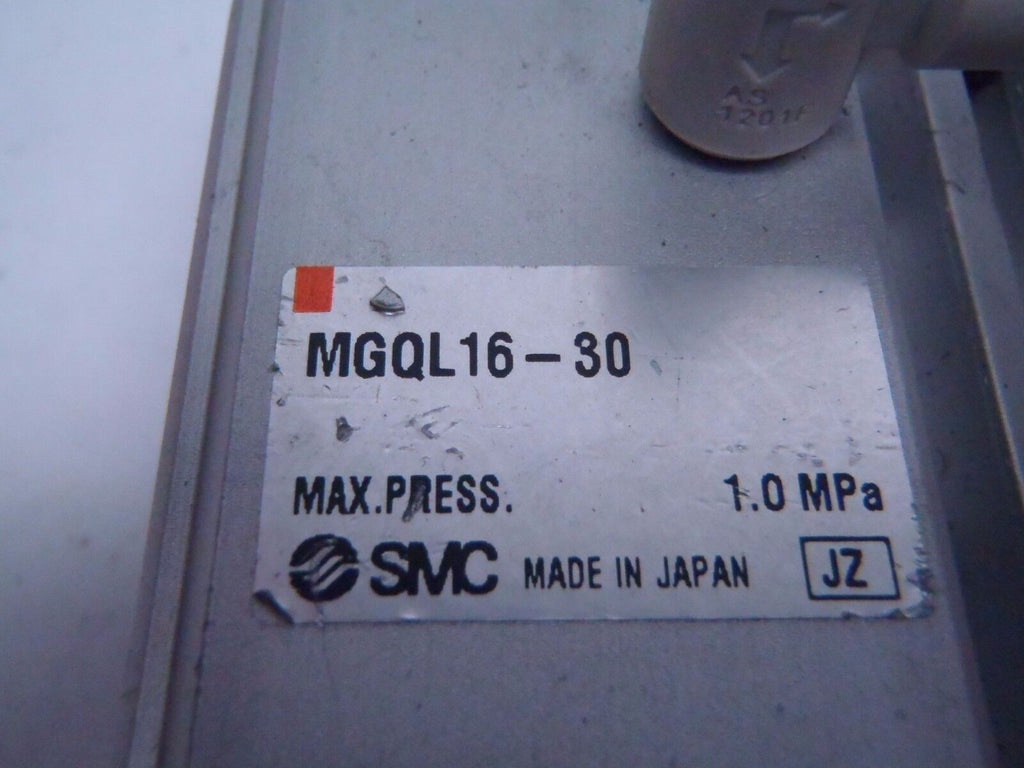 AS
1201F
MGQL16-30
MAX.PRESS. 1.0 MPa
SMC MADE IN JAPAN JZ